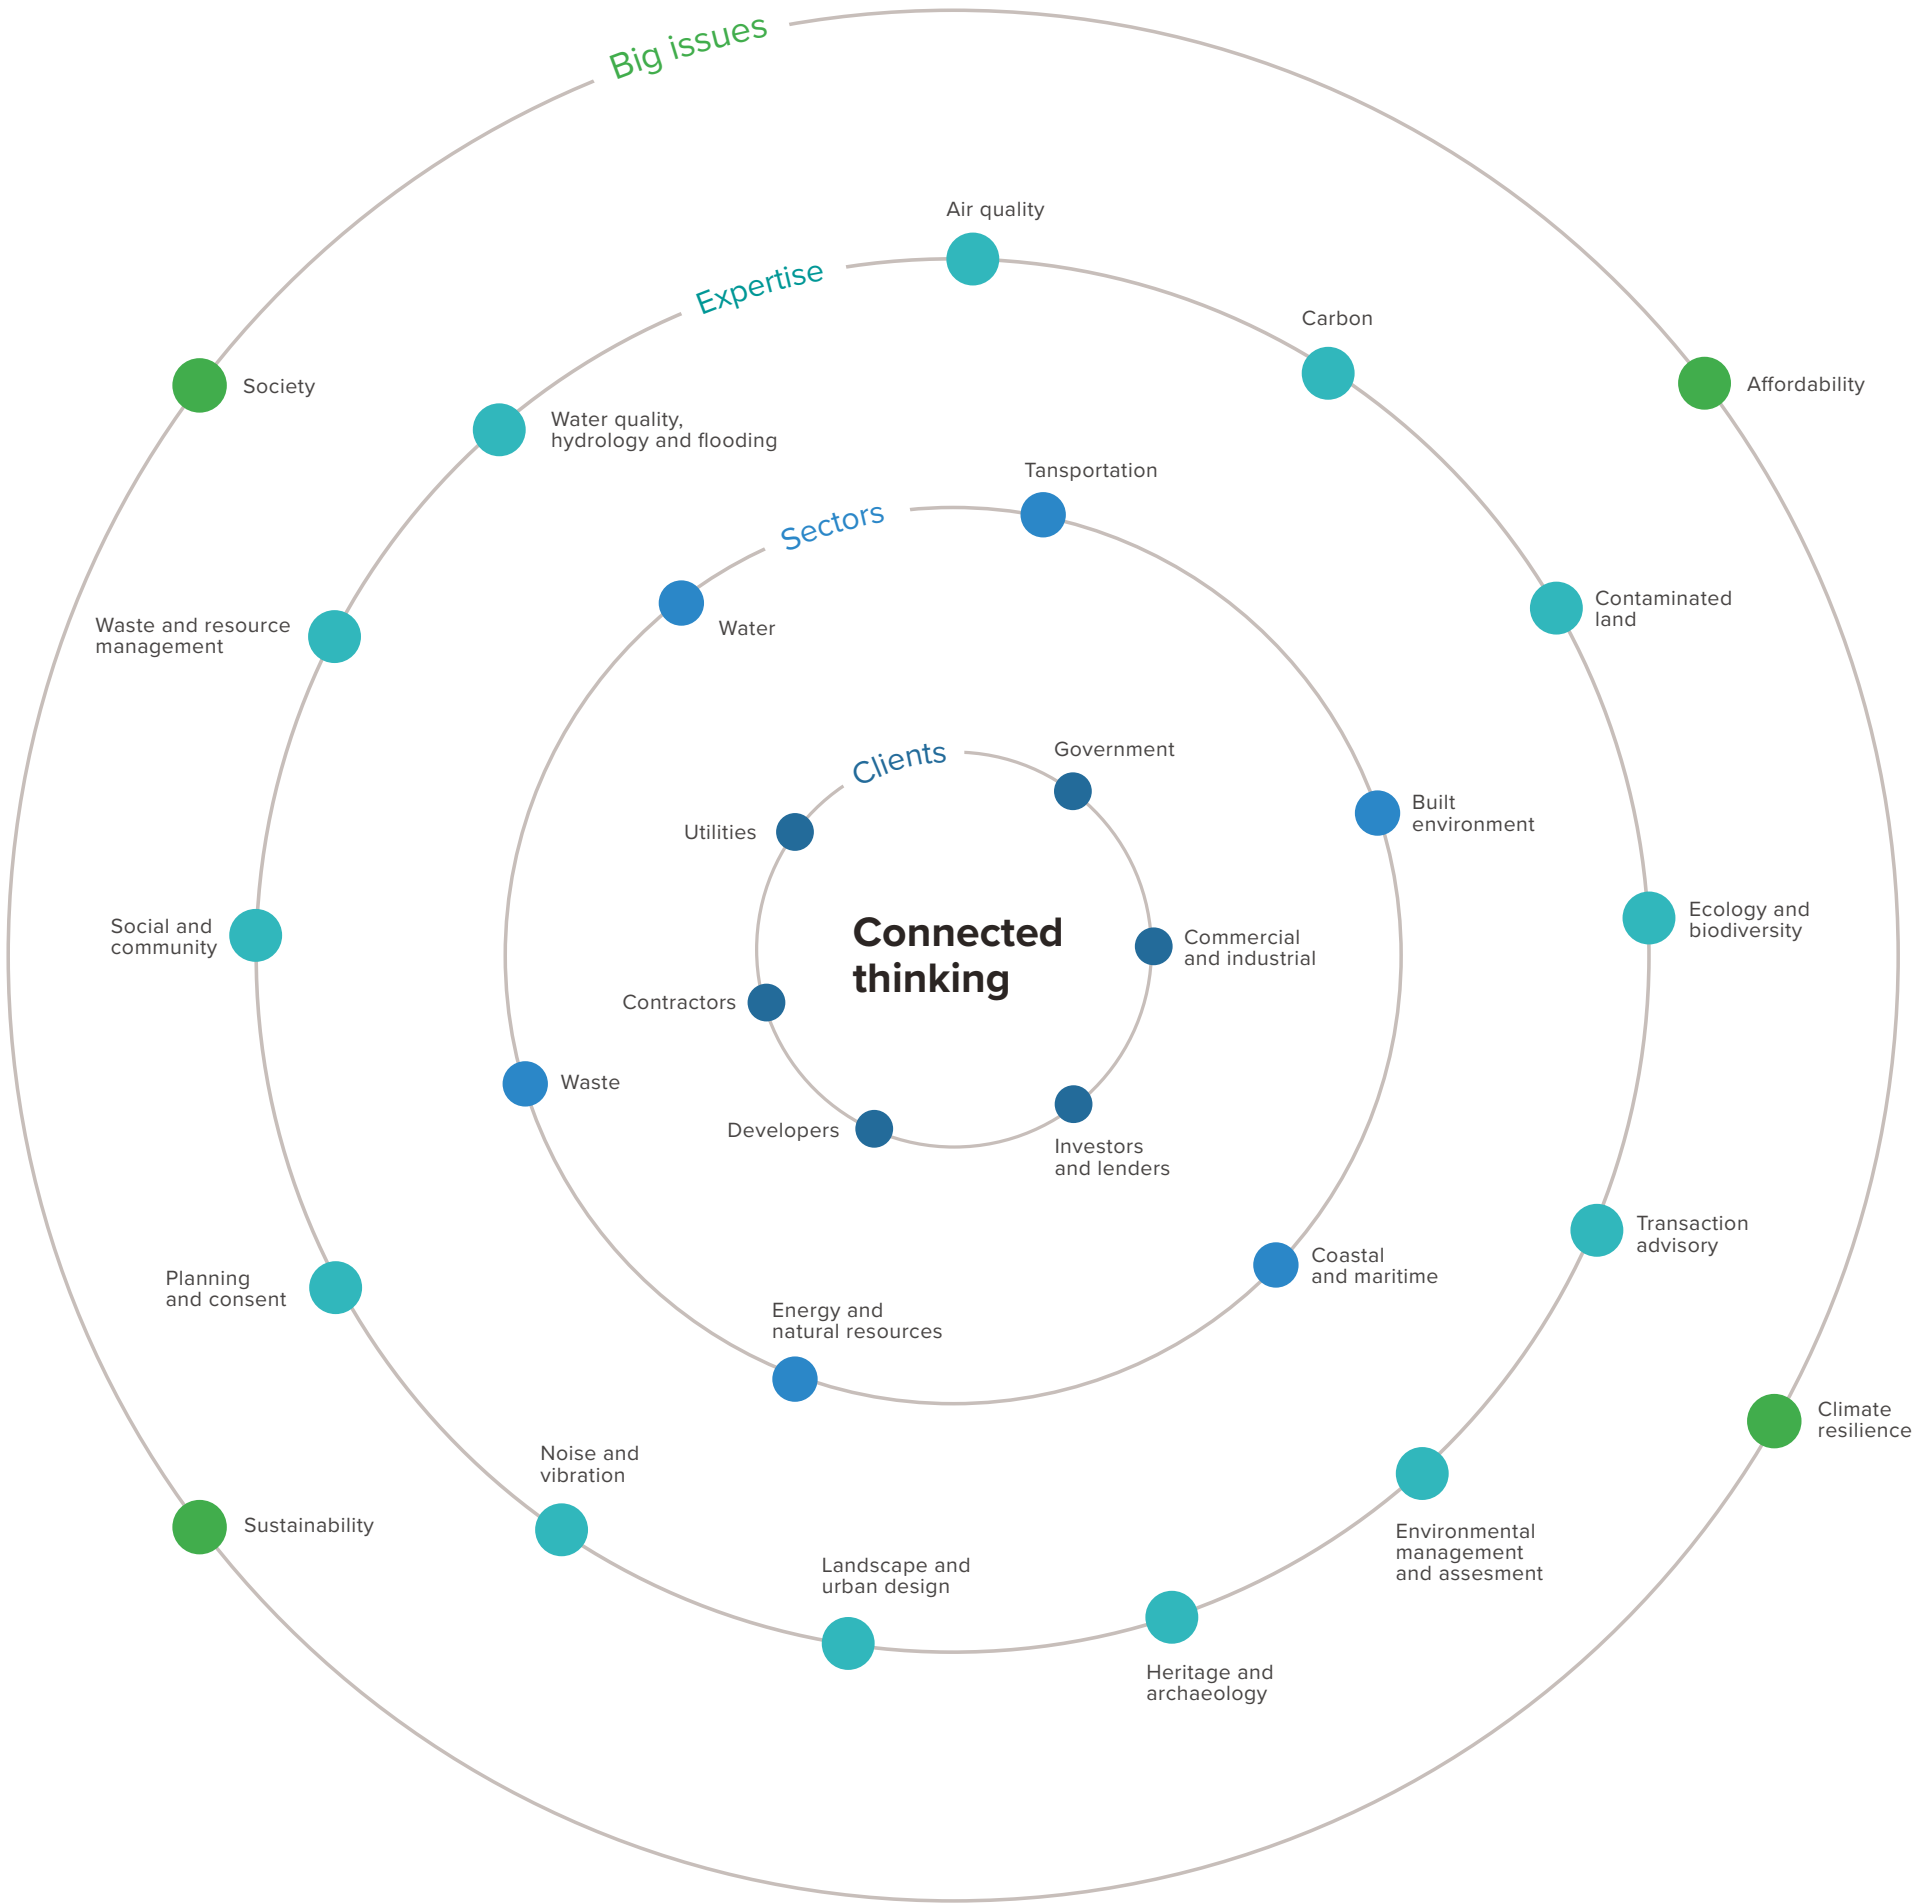 Big issues
Air quality
Expertise
Carbon
Society
Affordability
Water quality,
hydrology and flooding
Tansportation
Sectors
Contaminated
land
Waste and resource
management
Water
Clients
Government
Utilities
Built
environment
Connected
thinking
Social and
community
Commercial
and industrial
Ecology and
biodiversity
Contractors
Waste
Developers
Investors
and lenders
Transaction
advisory
Coastal
and maritime
Planning
and consent
Energy and
natural resources
Climate
resilience
Noise and
vibration
Sustainability
Environmental
management
and assesment
Landscape and
urban design
Heritage and
archaeology